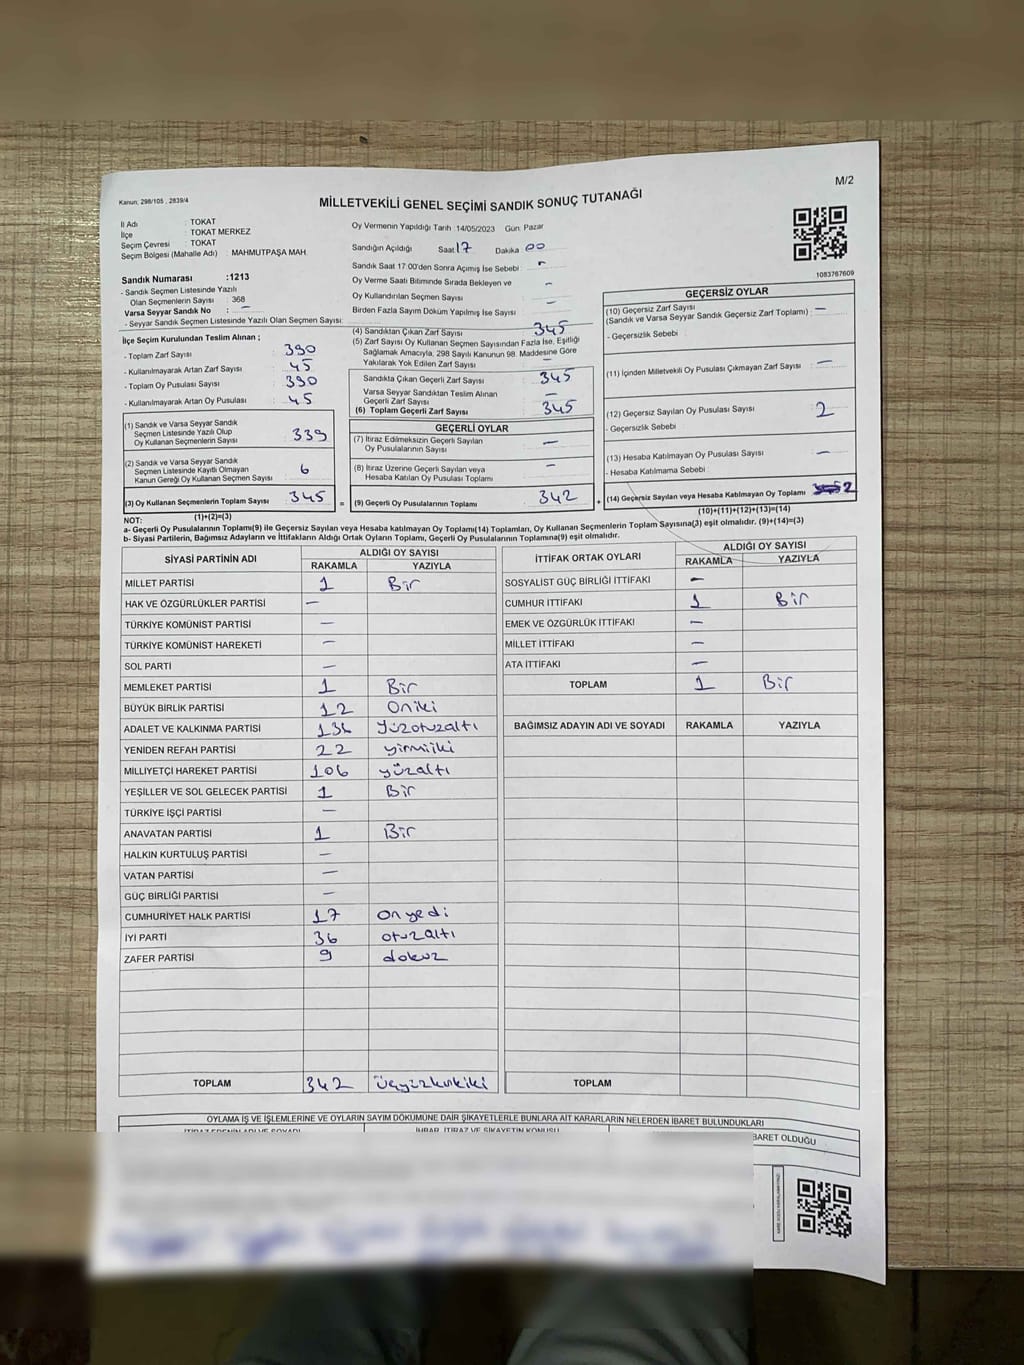 M/2
Kanun, 298/105 , 2839/4
MİLLETVEKİLİ GENEL SEÇİMİ SANDIK SONUÇ TUTANAĞI
İl Adı : TOKAT
İlçe : TOKAT MERKEZ
Seçim Çevresi : TOKAT
Seçim Bölgesi (Mahalle Adı) : MAHMUTPAŞA MAH
Sandık Numarası :1213
- Sandık Seçmen Listesinde Yazılı
Olan Seçmenlerin Sayısı : 368
Varsa Seyyar Sandık No : —
- Seyyar Sandık Seçmen Listesinde Yazılı Olan Seçmen Sayısı:
İlçe Seçim Kurulundan Teslim Alınan ;
- Toplam Zarf Sayısı : 390
- Kullanılmayarak Artan Zarf Sayısı : 45
- Toplam Oy Pusulası Sayısı : 390
- Kullanılmayarak Artan Oy Pusulası : 45
(1) Sandık ve Varsa Seyyar Sandık
Seçmen Listesinde Yazılı Olup
Oy Kullanan Seçmenlerin Sayısı : 339
(2) Sandık ve Varsa Seyyar Sandık
Seçmen Listesinde Kayıtlı Olmayan
Kanun Gereği Oy Kullanan Seçmen Sayısı : 6
(3) Oy Kullanan Seçmenlerin Toplam Sayısı : 345 =
(1)+(2)=(3)
Oy Vermenin Yapıldığı Tarih 14/05/2023 Gün: Pazar
Sandığın Açıldığı Saat 17 Dakika 00
Sandık Saat 17:00'den Sonra Açılmış İse Sebebi : -
Oy Verme Saati Bitiminde Sırada Bekleyen ve -
Oy Kullandırılan Seçmen Sayısı :
Birden Fazla Sayım Döküm Yapılmış İse Sayısı : -
(4) Sandıktan Çıkan Zarf Sayısı : 345
(5) Zarf Sayısı Oy Kullanan Seçmen Sayısından Fazla İse, Eşitliği
Sağlamak Amacıyla, 298 Sayılı Kanunun 98. Maddesine Göre
Yakılarak Yok Edilen Zarf Sayısı : —
Sandıkta Çıkan Geçerli Zarf Sayısı : 345
Varsa Seyyar Sandıktan Teslim Alınan
Geçerli Zarf Sayısı : —
(6) Toplam Geçerli Zarf Sayısı : 345
GEÇERLİ OYLAR
(7) İtiraz Edilmeksizin Geçerli Sayılan
Oy Pusulalarının Sayısı : —
(8) İtiraz Üzerine Geçerli Sayılan veya
Hesaba Katılan Oy Pusulası Toplamı : —
(9) Geçerli Oy Pusulalarının Toplamı : 342 +
1083767609
GEÇERSİZ OYLAR
(10) Geçersiz Zarf Sayısı
(Sandık ve Varsa Seyyar Sandık Geçersiz Zarf Toplamı) : —
- Geçersizlik Sebebi :
(11) İçinden Milletvekili Oy Pusulası Çıkmayan Zarf Sayısı : —
(12) Geçersiz Sayılan Oy Pusulası Sayısı : 2
- Geçersizlik Sebebi
(13) Hesaba Katılmayan Oy Pusulası Sayısı : —
- Hesaba Katılmama Sebebi :
(14) Geçersiz Sayılan veya Hesaba Katılmayan Oy Toplamı : 2
(10)+(11)+(12)+(13)=(14)
NOT:
a- Geçerli Oy Pusulalarının Toplamı(9) ile Geçersiz Sayılan veya Hesaba katılmayan Oy Toplamı(14) Toplamları, Oy Kullanan Seçmenlerin Toplam Sayısına(3) eşit olmalıdır. (9)+(14)=(3)
b- Siyasi Partilerin, Bağımsız Adayların ve İttifakların Aldığı Ortak Oyların Toplamı, Geçerli Oy Pusulalarının Toplamına(9) eşit olmalıdır.
SİYASİ PARTİNİN ADI ALDIĞI OY SAYISI
RAKAMLA YAZIYLA
MİLLET PARTİSİ 1 Bir
HAK VE ÖZGÜRLÜKLER PARTİSİ —
TÜRKİYE KOMÜNİST PARTİSİ —
TÜRKİYE KOMÜNİST HAREKETİ —
SOL PARTİ —
MEMLEKET PARTİSİ 1 Bir
BÜYÜK BİRLİK PARTİSİ 12 Oniki
ADALET VE KALKINMA PARTİSİ 136 Yüzotuzaltı
YENİDEN REFAH PARTİSİ 22 yirmiiki
MİLLİYETÇİ HAREKET PARTİSİ 106 yüzaltı
YEŞİLLER VE SOL GELECEK PARTİSİ 1 Bir
TÜRKİYE İŞÇİ PARTİSİ —
ANAVATAN PARTİSİ 1 Bir
HALKIN KURTULUŞ PARTİSİ —
VATAN PARTİSİ —
GÜÇ BİRLİĞİ PARTİSİ —
CUMHURİYET HALK PARTİSİ 17 onyedi
İYİ PARTİ 36 otuzaltı
ZAFER PARTİSİ 9 dokuz
TOPLAM 342 üçyüzkırkiki
İTTİFAK ORTAK OYLARI ALDIĞI OY SAYISI
RAKAMLA YAZIYLA
SOSYALİST GÜÇ BİRLİĞİ İTTİFAKI —
CUMHUR İTTİFAKI 1 Bir
EMEK VE ÖZGÜRLÜK İTTİFAKI —
MİLLET İTTİFAKI —
ATA İTTİFAKI —
TOPLAM 1 Bir
BAĞIMSIZ ADAYIN ADI VE SOYADI RAKAMLA YAZIYLA
TOPLAM
OYLAMA İŞ VE İŞLEMLERİNE VE OYLARIN SAYIM DÖKÜMÜNE DAİR ŞİKAYETLERLE BUNLARA AİT KARARLARIN NELERDEN İBARET BULUNDUKLARI
İTİRAZ EDENİN ADI VE SOYADI İHBAR, İTİRAZ VE ŞİKAYETİN KONUSU BARET OLDUĞU